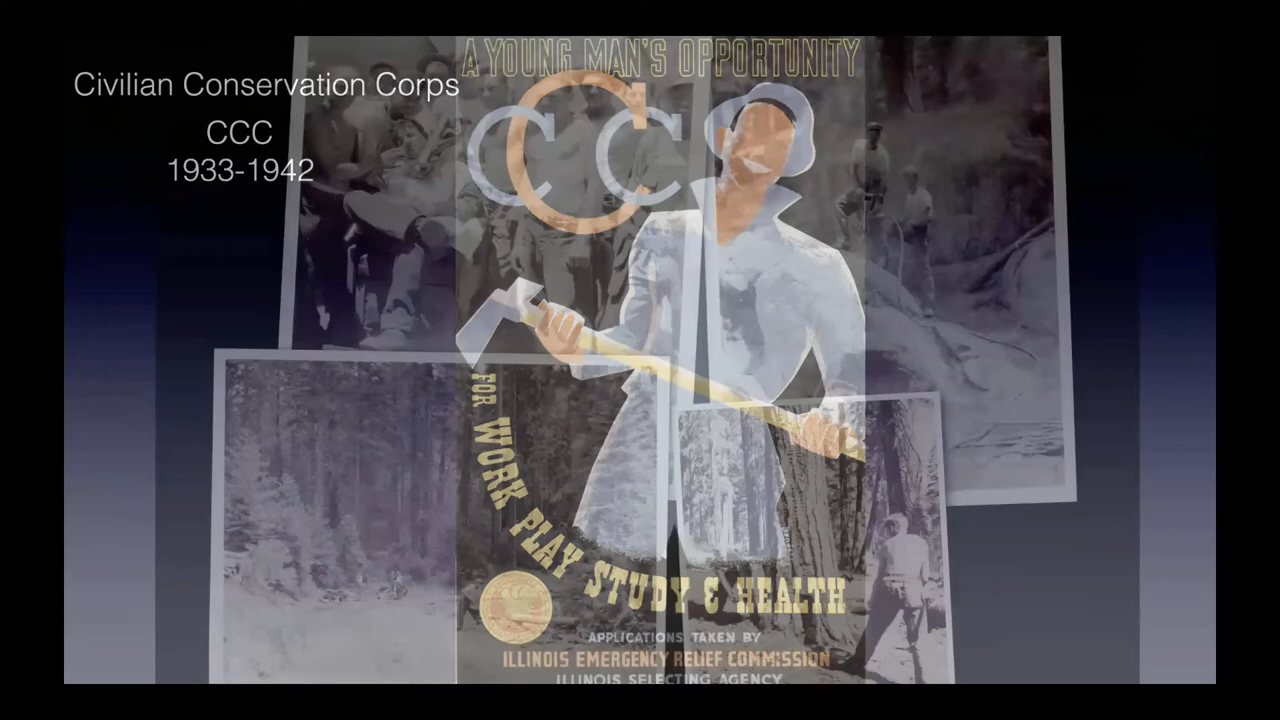 Civilian Conservation Corps
CCC
1933-1942
A YOUNG MAN'S OPPORTUNITY
CCC
FOR WORK PLAY STUDY & HEALTH
APPLICATIONS TAKEN BY
ILLINOIS EMERGENCY RELIEF COMMISSION
ILLINOIS SELECTING AGENCY